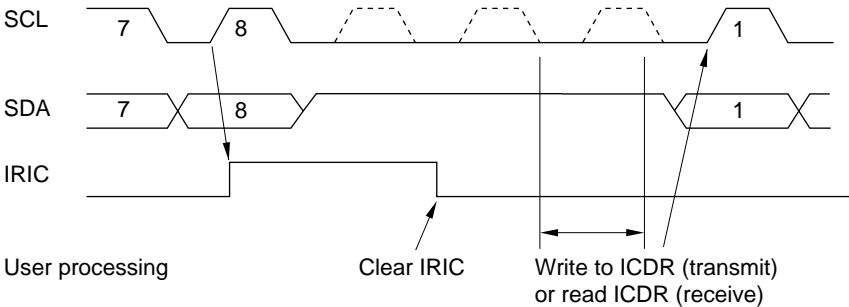 SCL 7 8 1
SDA 7 8 1
IRIC
User processing Clear IRIC Write to ICDR (transmit)
or read ICDR (receive)